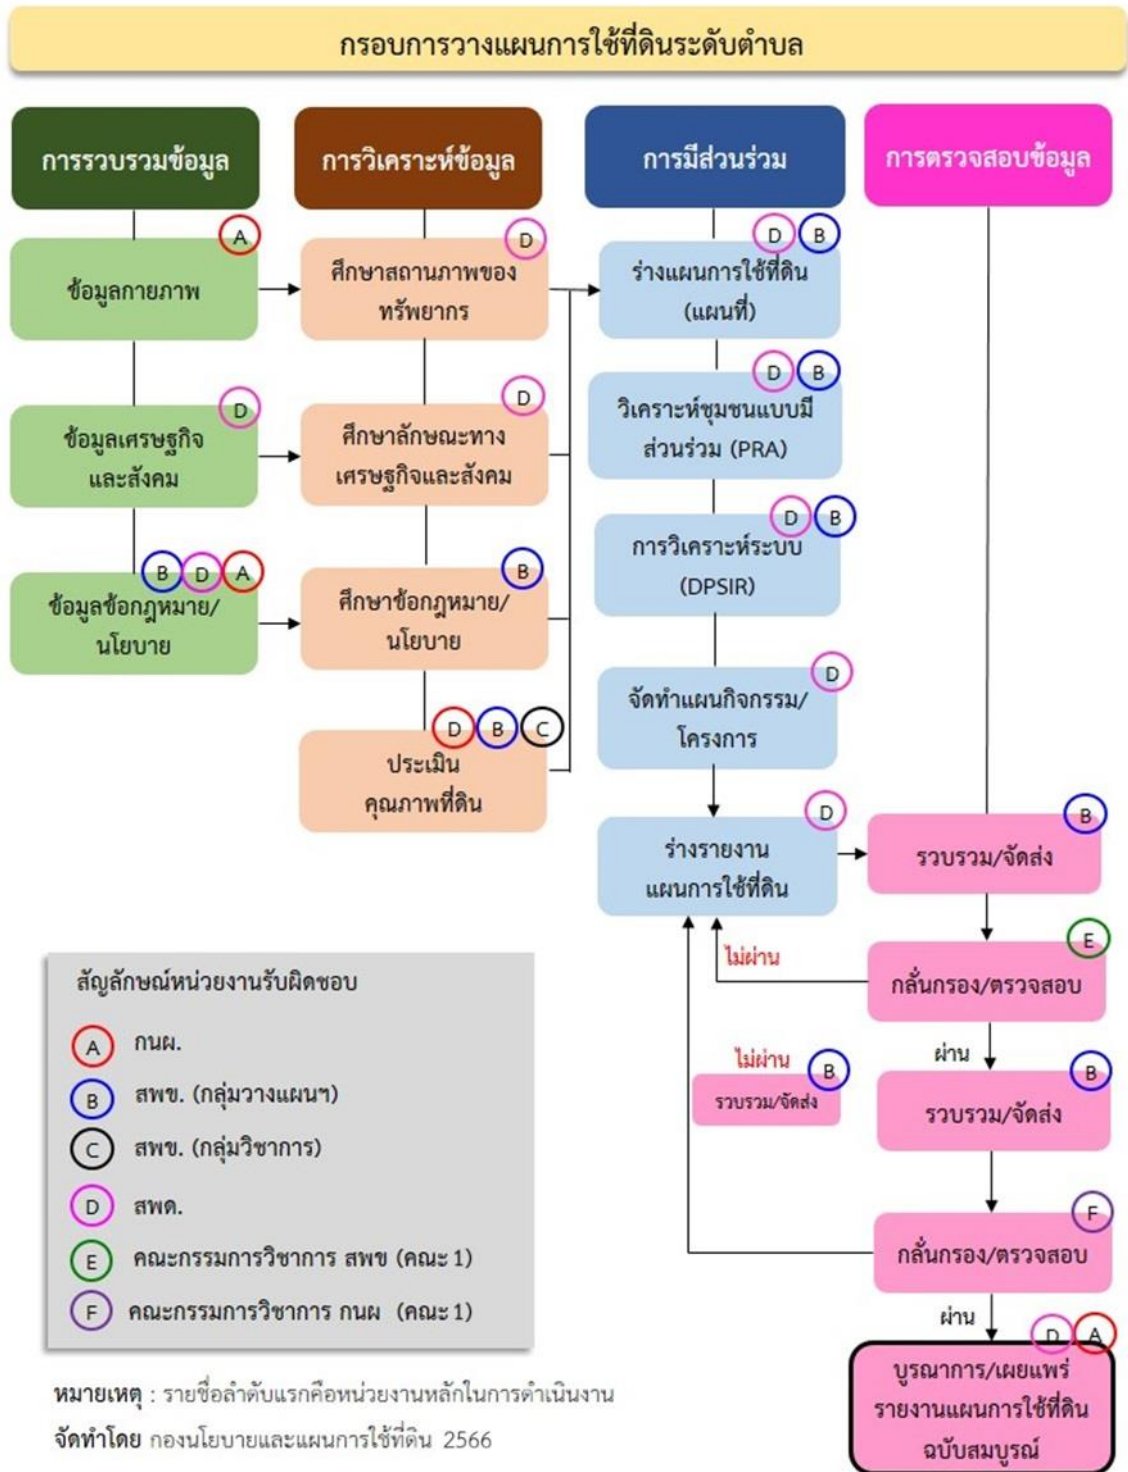 กรอบการวางแผนการใช้ที่ดินระดับตำบล
การรวบรวมข้อมูล
การวิเคราะห์ข้อมูล
การมีส่วนร่วม
การตรวจสอบข้อมูล
A
ข้อมูลกายภาพ
D
ศึกษาสถานภาพของ
ทรัพยากร
D B
ร่างแผนการใช้ที่ดิน
(แผนที่)
D
ข้อมูลเศรษฐกิจ
และสังคม
D
ศึกษาลักษณะทาง
เศรษฐกิจและสังคม
D B
วิเคราะห์ชุมชนแบบมี
ส่วนร่วม (PRA)
D B
การวิเคราะห์ระบบ
(DPSIR)
B D A
ข้อมูลข้อกฎหมาย/
นโยบาย
B
ศึกษาข้อกฎหมาย/
นโยบาย
D
จัดทำแผนกิจกรรม/
โครงการ
D B C
ประเมิน
คุณภาพที่ดิน
D
ร่างรายงาน
แผนการใช้ที่ดิน
B
รวบรวม/จัดส่ง
E
กลั่นกรอง/ตรวจสอบ
ไม่ผ่าน
ผ่าน
B
รวบรวม/จัดส่ง
ไม่ผ่าน
B
รวบรวม/จัดส่ง
F
กลั่นกรอง/ตรวจสอบ
ผ่าน
D A
บูรณาการ/เผยแพร่
รายงานแผนการใช้ที่ดิน
ฉบับสมบูรณ์
สัญลักษณ์หน่วยงานรับผิดชอบ
A กนผ.
B สพข. (กลุ่มวางแผนฯ)
C สพข. (กลุ่มวิชาการ)
D สพด.
E คณะกรรมการวิชาการ สพข (คณะ 1)
F คณะกรรมการวิชาการ กนผ (คณะ 1)
หมายเหตุ : รายชื่อลำดับแรกคือหน่วยงานหลักในการดำเนินงาน
จัดทำโดย กองนโยบายและแผนการใช้ที่ดิน 2566